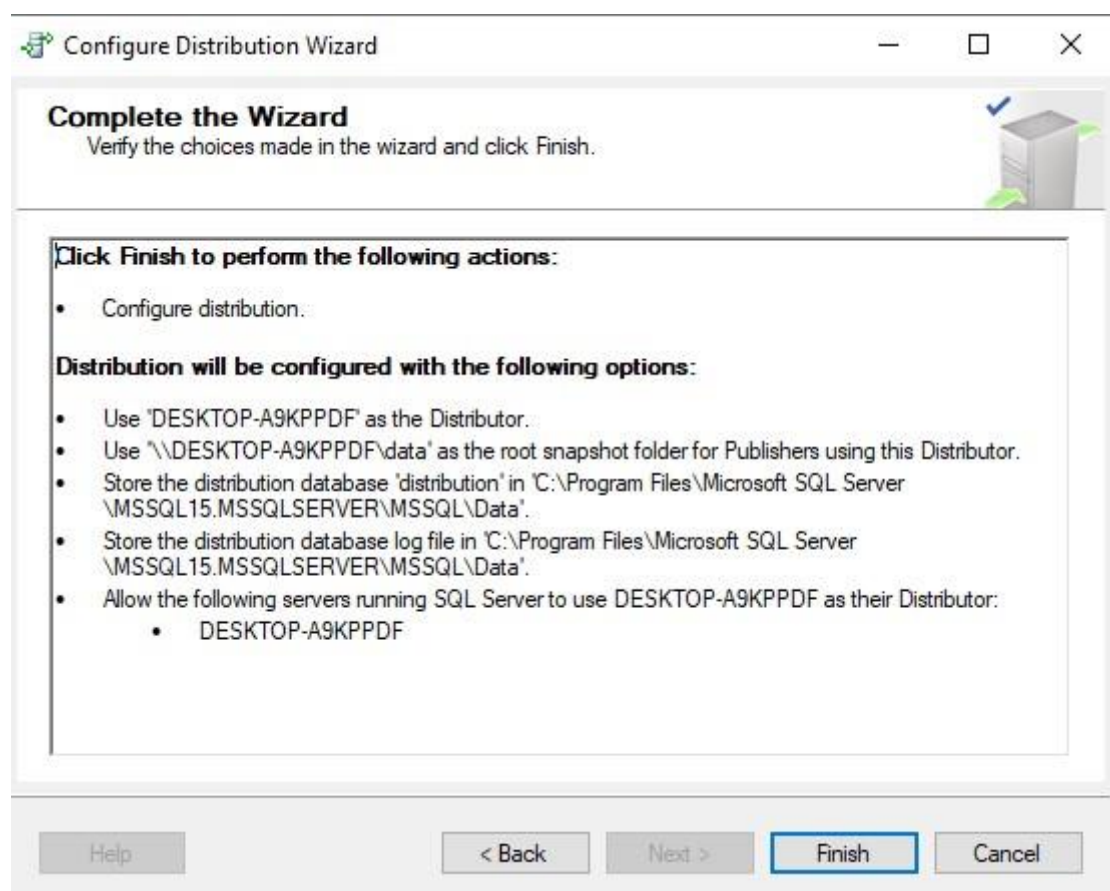 Configure Distribution Wizard
Complete the Wizard
Verify the choices made in the wizard and click Finish.
Click Finish to perform the following actions:
• Configure distribution.
Distribution will be configured with the following options:
• Use 'DESKTOP-A9KPPDF' as the Distributor.
• Use '\\DESKTOP-A9KPPDF\data' as the root snapshot folder for Publishers using this Distributor.
• Store the distribution database 'distribution' in 'C:\Program Files\Microsoft SQL Server
\MSSQL15.MSSQLSERVER\MSSQL\Data'.
• Store the distribution database log file in 'C:\Program Files\Microsoft SQL Server
\MSSQL15.MSSQLSERVER\MSSQL\Data'.
• Allow the following servers running SQL Server to use DESKTOP-A9KPPDF as their Distributor:
• DESKTOP-A9KPPDF
Help < Back Next > Finish Cancel